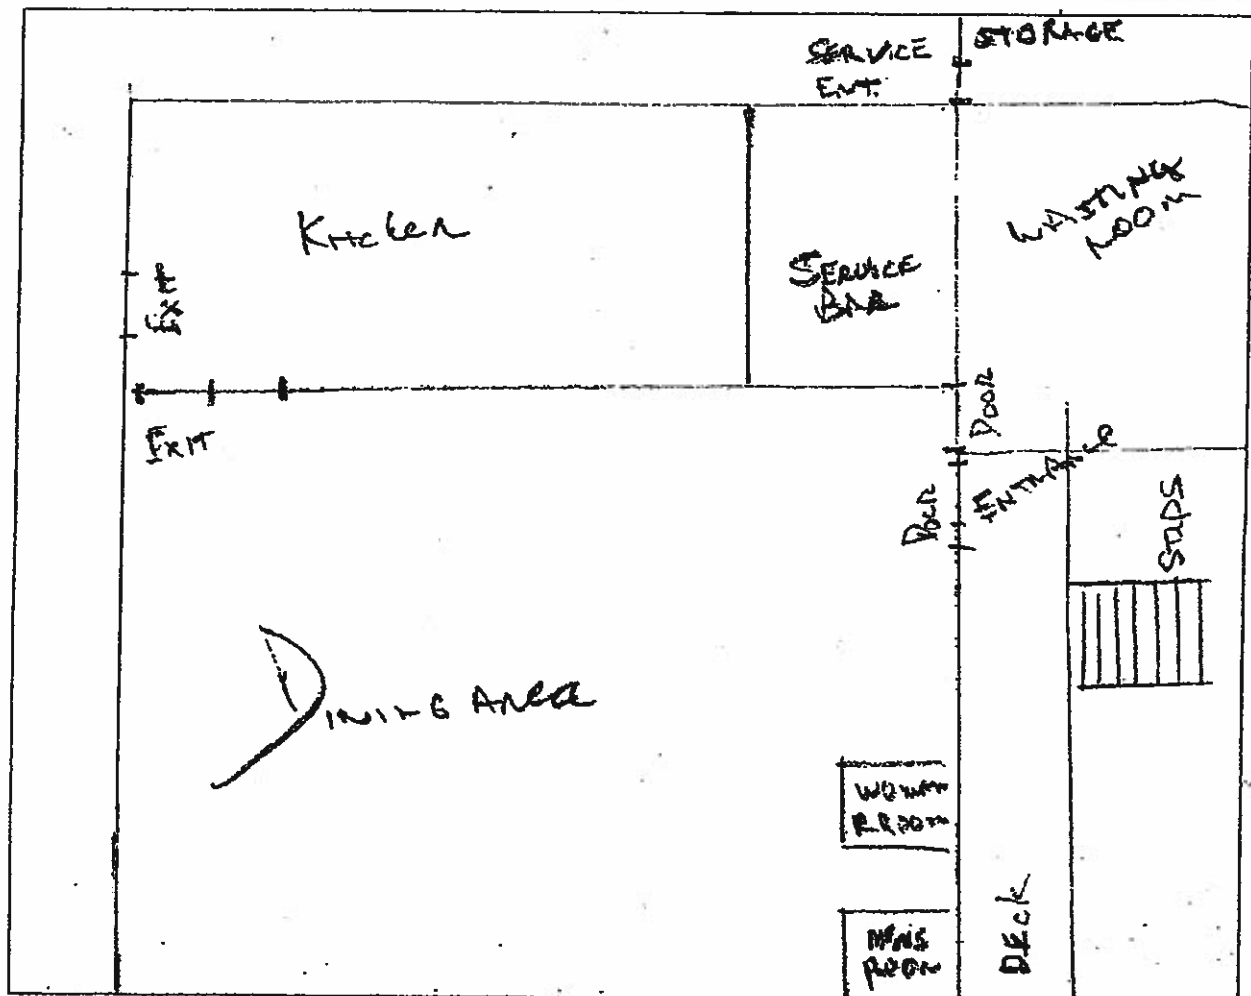 SERVICE
ENT.
STORAGE
Kitchen
SERVICE
BAR
WAITING
ROOM
EXIT
EXIT
DOOR
DOOR
ENTRANCE
STEPS
DINING AREA
WOMEN
R.ROOM
MENS
ROOM
DECK